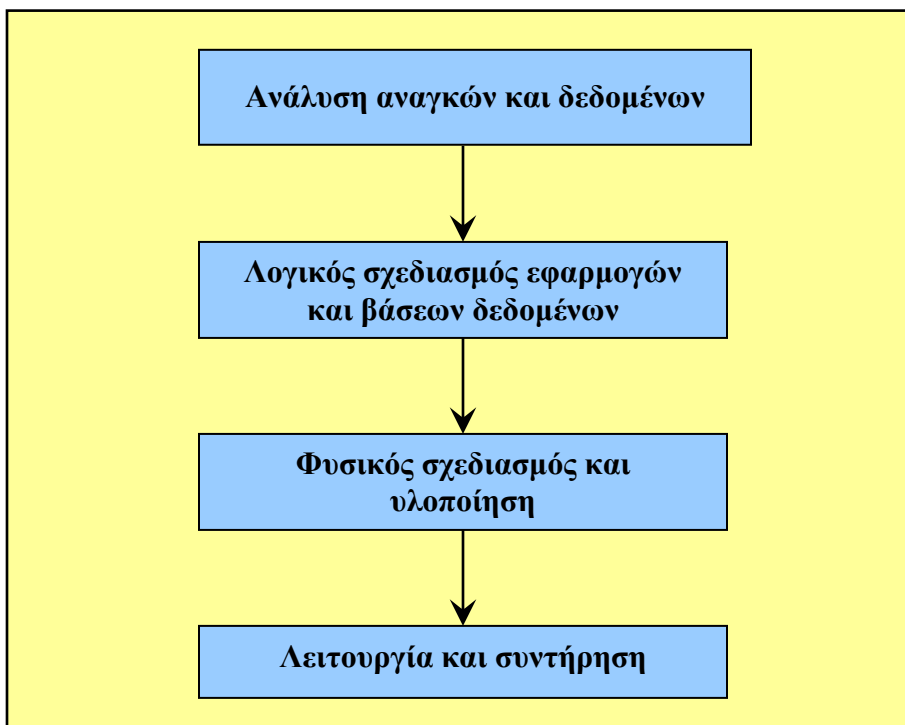 Ανάλυση αναγκών και δεδομένων
Λογικός σχεδιασμός εφαρμογών
και βάσεων δεδομένων
Φυσικός σχεδιασμός και
υλοποίηση
Λειτουργία και συντήρηση